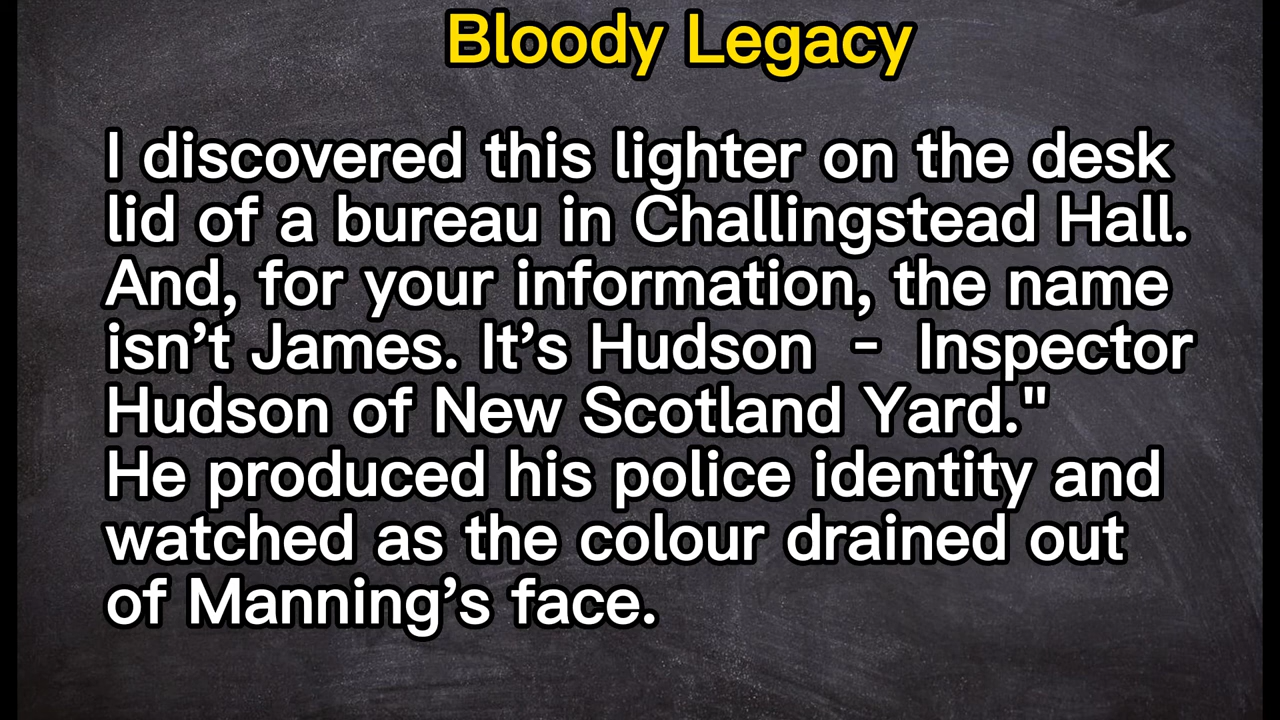 Bloody Legacy
I discovered this lighter on the desk
lid of a bureau in Challingstead Hall.
And, for your information, the name
isn’t James. It’s Hudson - Inspector
Hudson of New Scotland Yard."
He produced his police identity and
watched as the colour drained out
of Manning’s face.